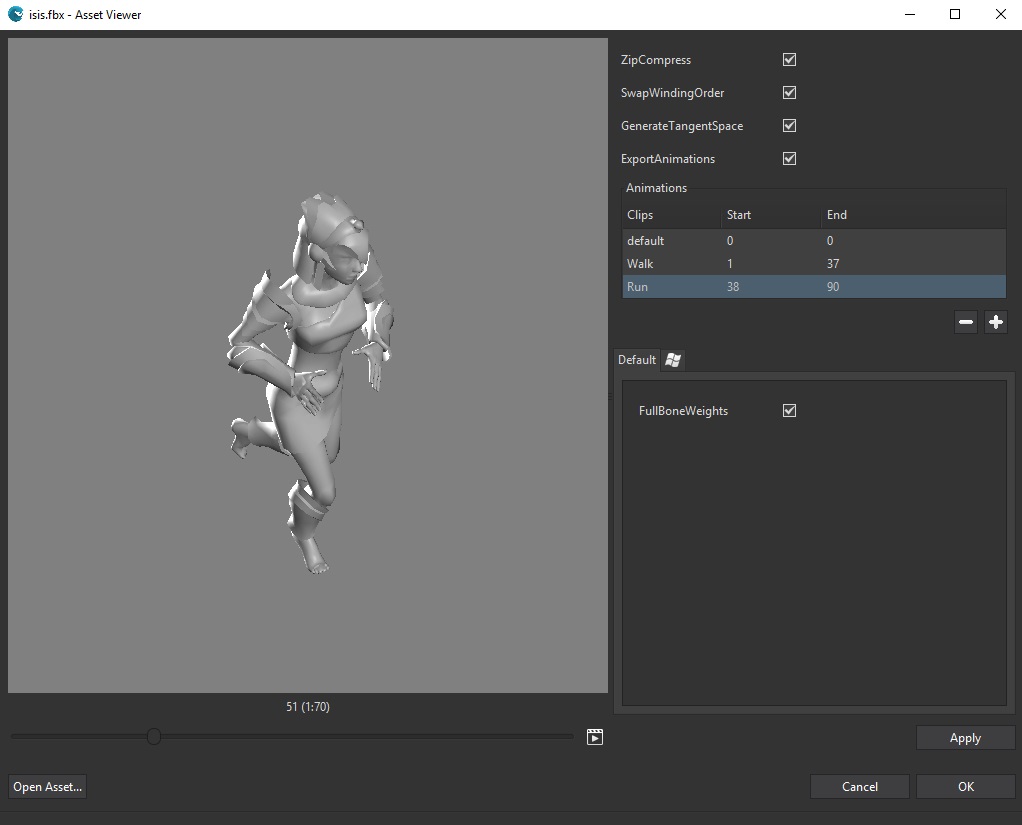 isis.fbx - Asset Viewer
ZipCompress
SwapWindingOrder
GenerateTangentSpace
ExportAnimations
Animations
Clips Start End
default 0 0
Walk 1 37
Run 38 90
Default
FullBoneWeights
51 (1:70)
Apply
Open Asset...
Cancel OK